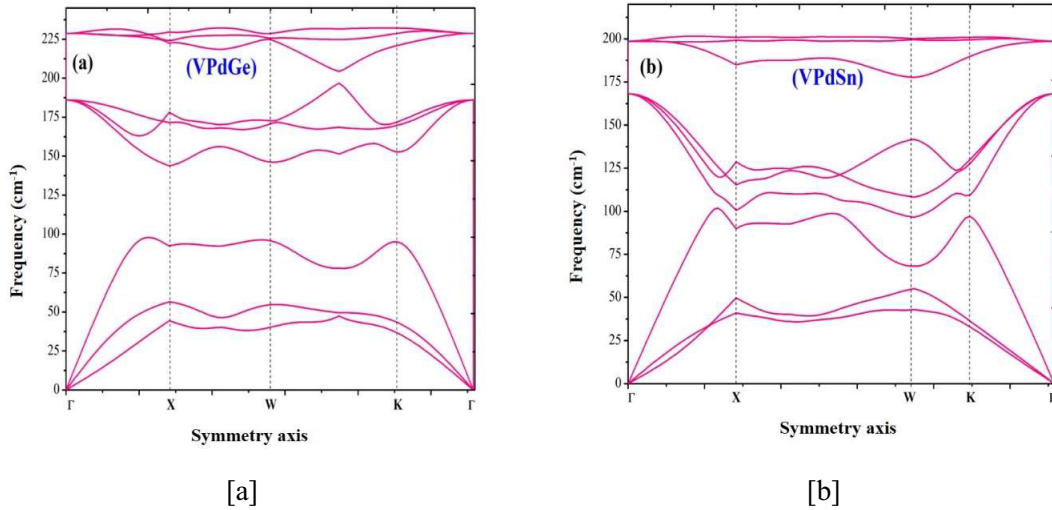 (a)
(VPdGe)
Frequency (cm⁻¹)
225
200
175
150
125
100
75
50
25
0
Γ X W K Γ
Symmetry axis
[a]
(b)
(VPdSn)
Frequency (cm⁻¹)
200
175
150
125
100
75
50
25
0
Γ X W K
Symmetry axis
[b]